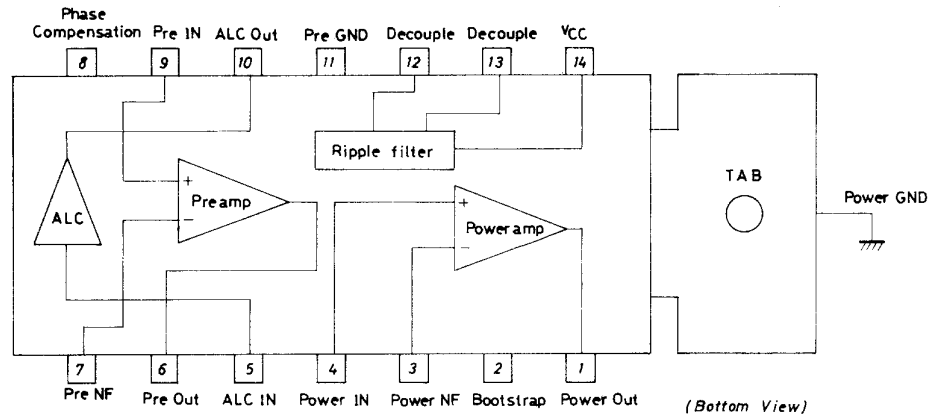 Phase
Compensation Pre IN ALC Out Pre GND Decouple Decouple VCC
8 9 10 11 12 13 14
Ripple filter
TAB
Preamp
+
−
Power amp
+
−
ALC
Power GND
7 6 5 4 3 2 1
Pre NF Pre Out ALC IN Power IN Power NF Bootstrap Power Out
(Bottom View)